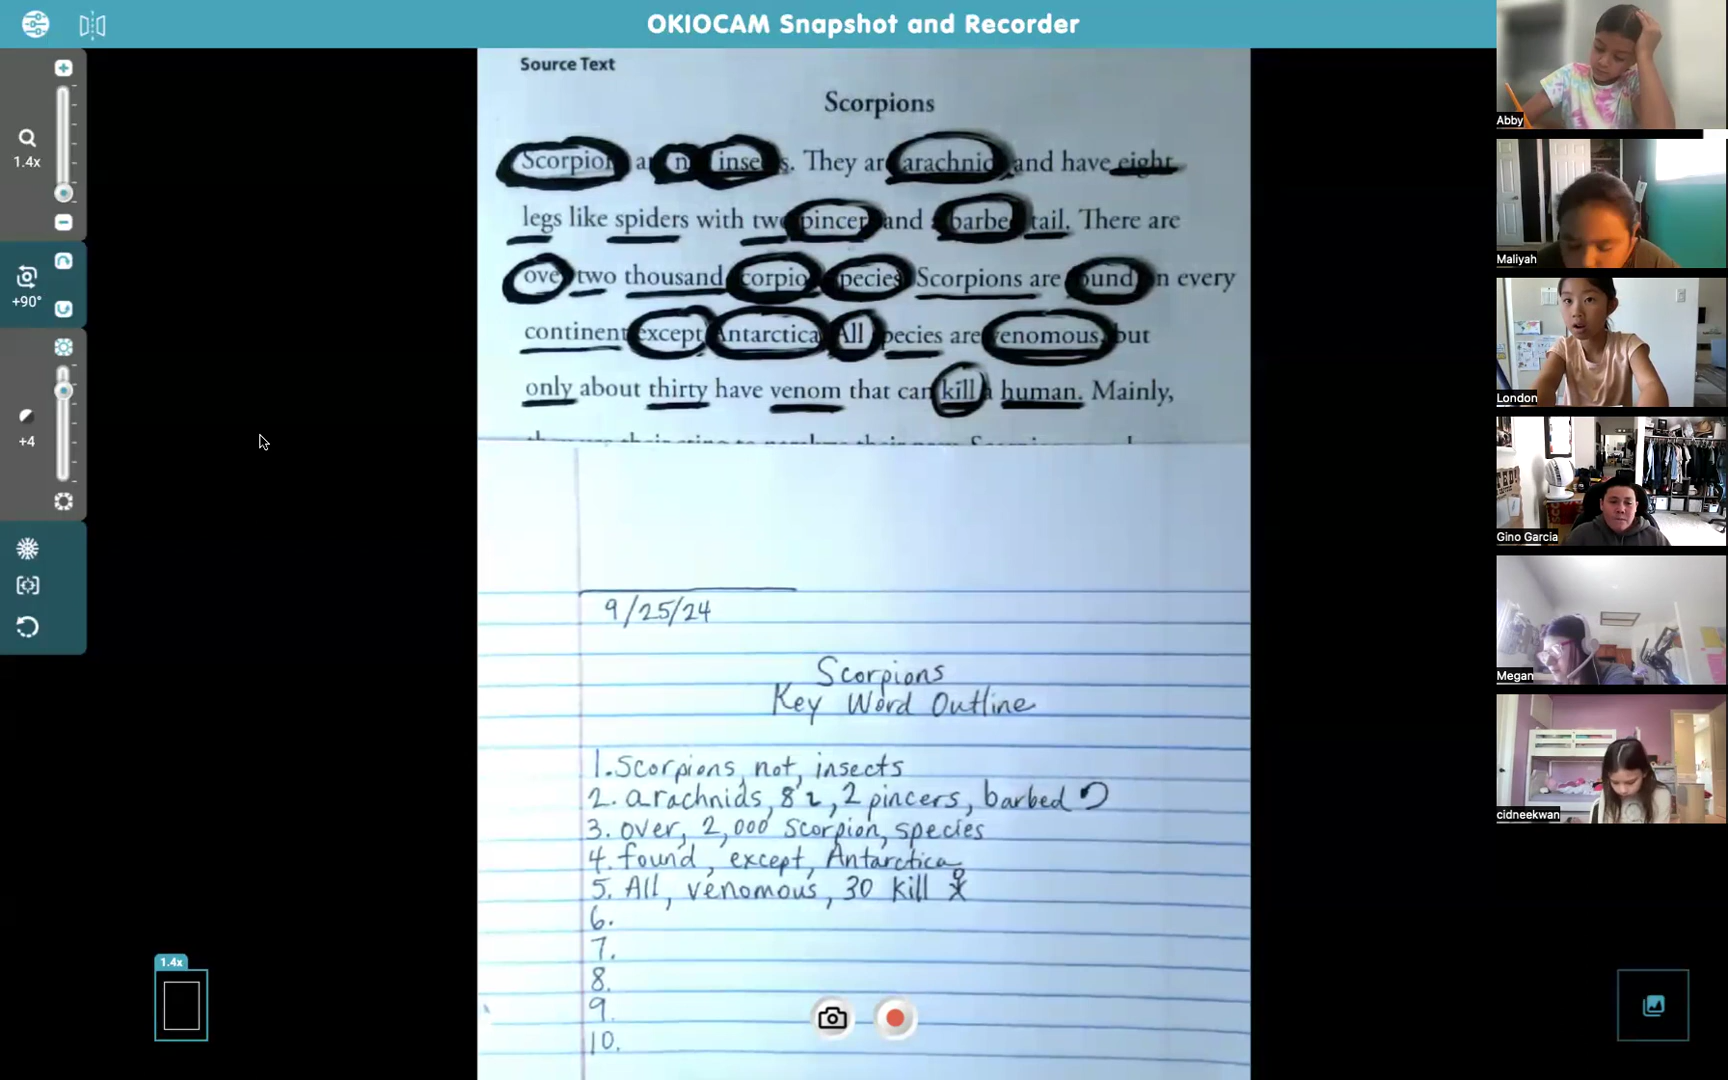 OKIOCAM Snapshot and Recorder
Source Text
Scorpions
Scorpions are not insects. They are arachnids and have eight
legs like spiders with two pincers and a barbed tail. There are
over two thousand scorpion species. Scorpions are found on every
continent except Antarctica. All species are venomous, but
only about thirty have venom that can kill a human. Mainly,
9/25/24
Scorpions
Key Word Outline
1. Scorpions, not, insects
2. arachnids, 8, 2 pincers, barbed
3. over, 2,000 scorpion, species
4. found, except, Antarctica
5. All, venomous, 30 kill
6.
7.
8.
9.
10.
1.4x
+90°
+4
1.4x
Abby
Maliyah
London
Gino Garcia
Megan
cidneekwan